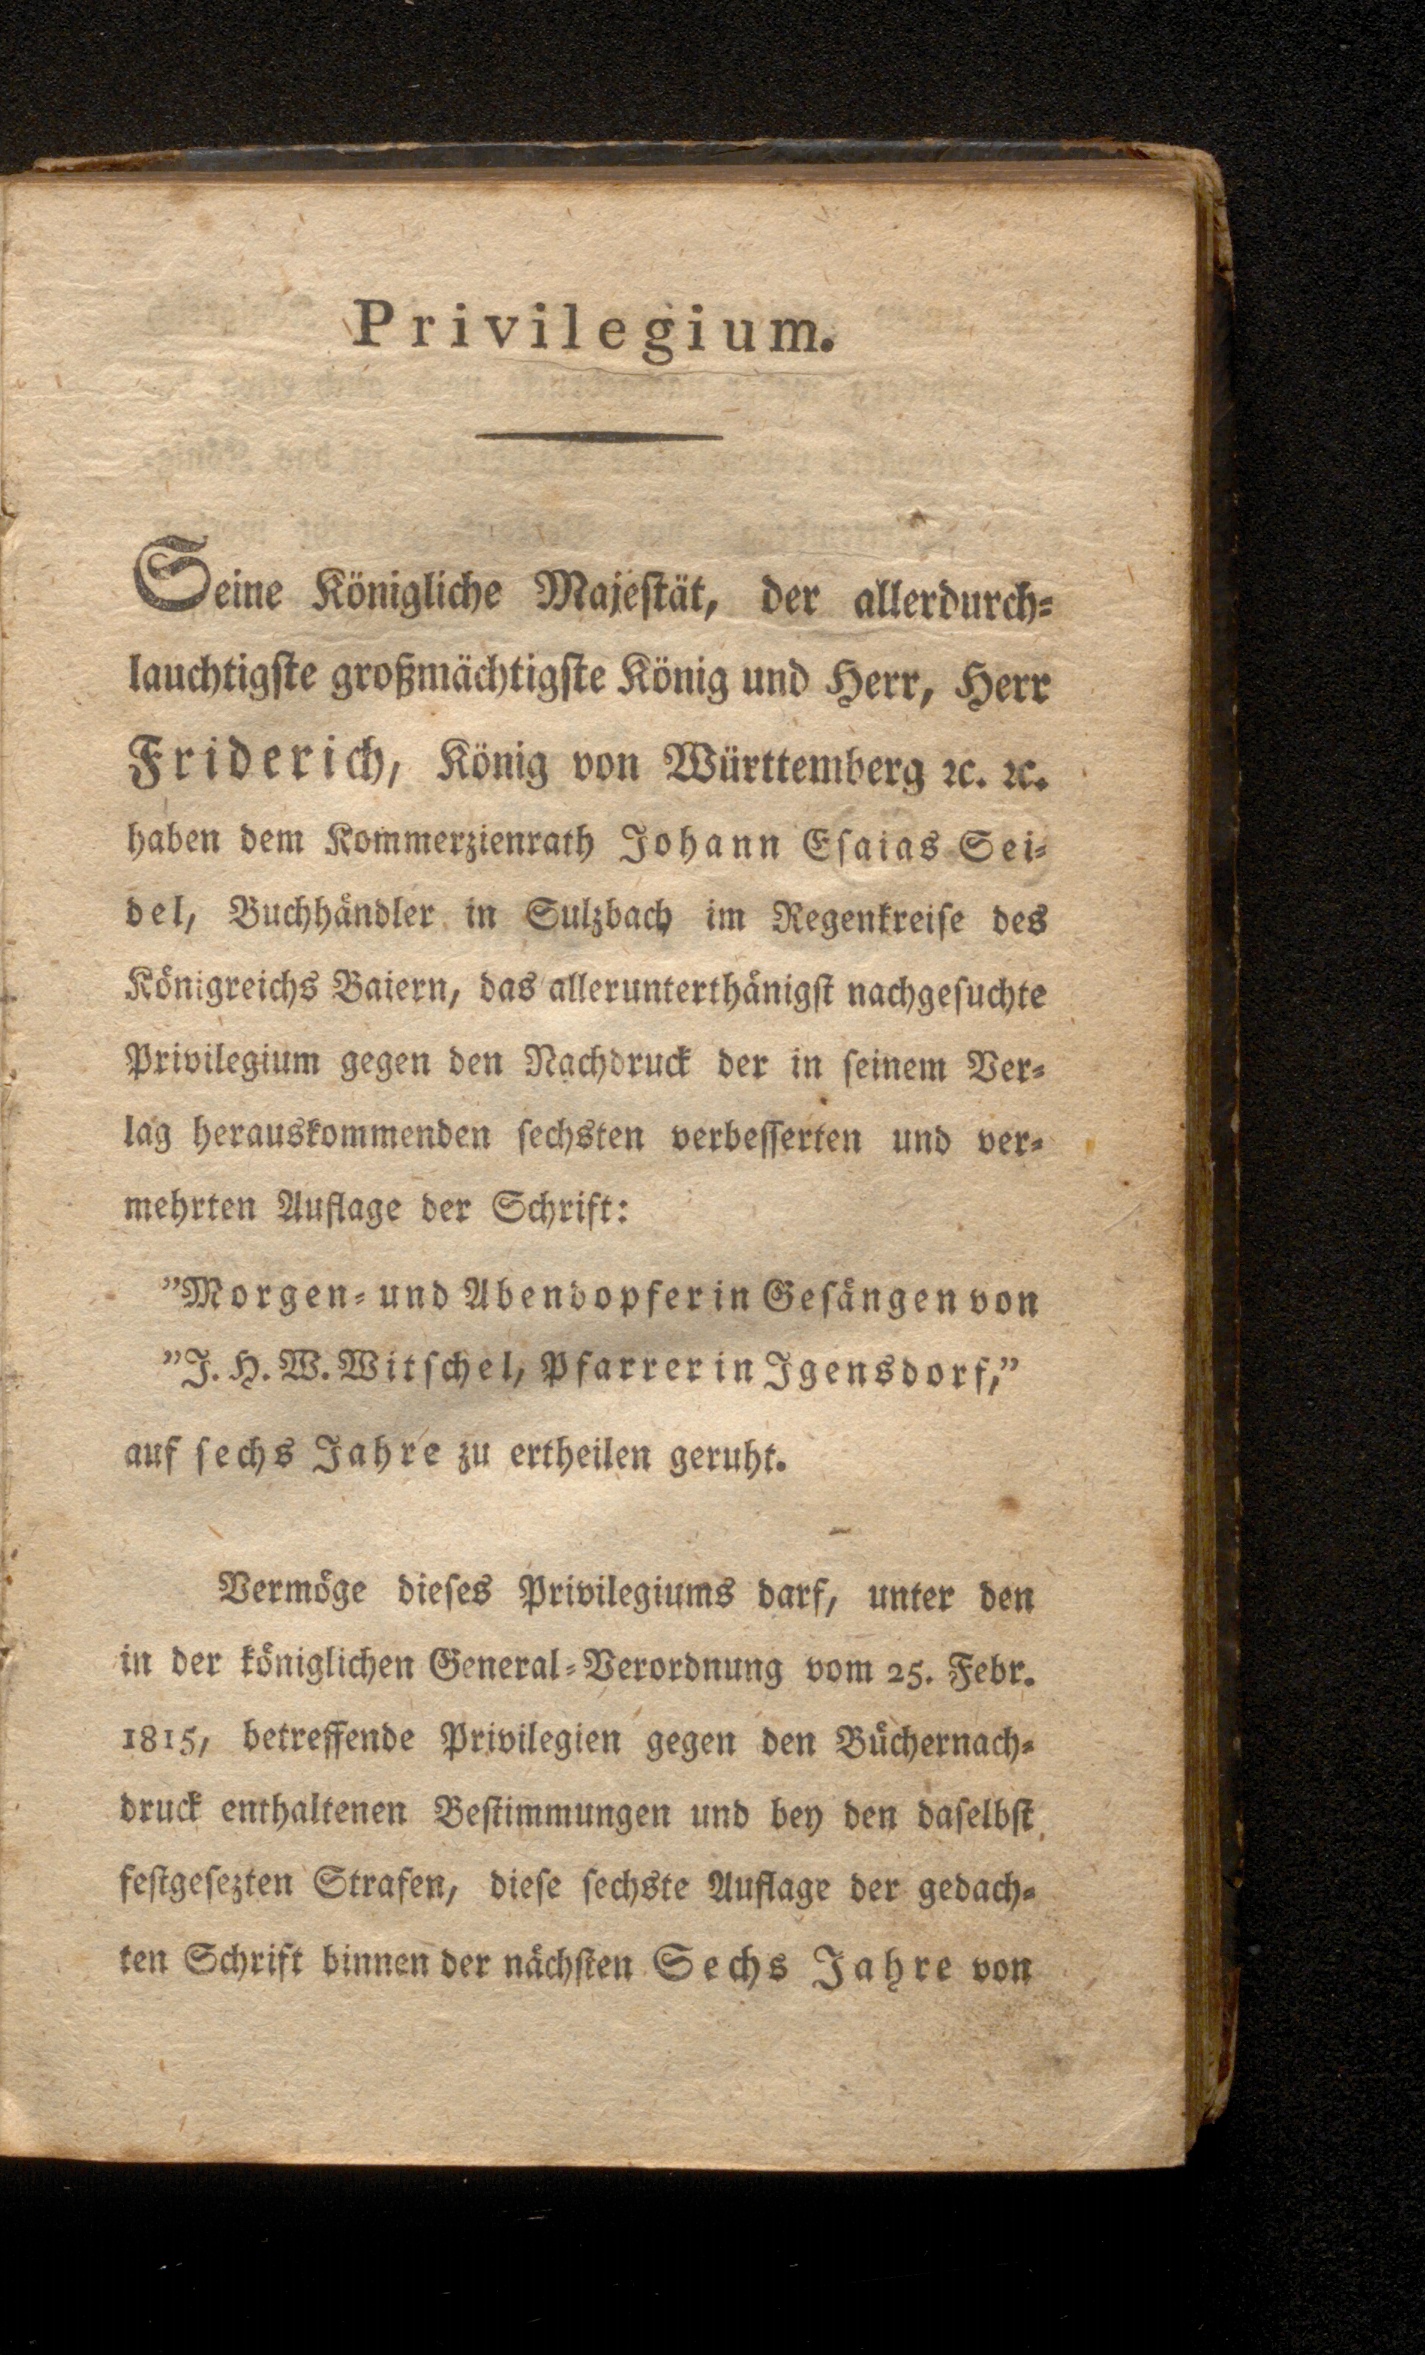 Privilegium.
Seine Königliche Majestät, der allerdurch-
lauchtigste großmächtigste König und Herr, Herr
Friderich, König von Württemberg ꝛc. ꝛc.
haben dem Kommerzienrath Johann Esaias Sei-
del, Buchhändler in Sulzbach im Regenkreise des
Königreichs Baiern, das allerunterthänigst nachgesuchte
Privilegium gegen den Nachdruck der in seinem Ver-
lag herauskommenden sechsten verbesserten und ver-
mehrten Auflage der Schrift:
"Morgen- und Abendopfer in Gesängen von
"J. H. W. Witschel, Pfarrer in Igensdorf,"
auf sechs Jahre zu ertheilen geruht.
Vermöge dieses Privilegiums darf, unter den
in der königlichen General-Verordnung vom 25. Febr.
1815, betreffende Privilegien gegen den Büchernach-
druck enthaltenen Bestimmungen und bey den daselbst
festgesezten Strafen, diese sechste Auflage der gedach-
ten Schrift binnen der nächsten Sechs Jahre von